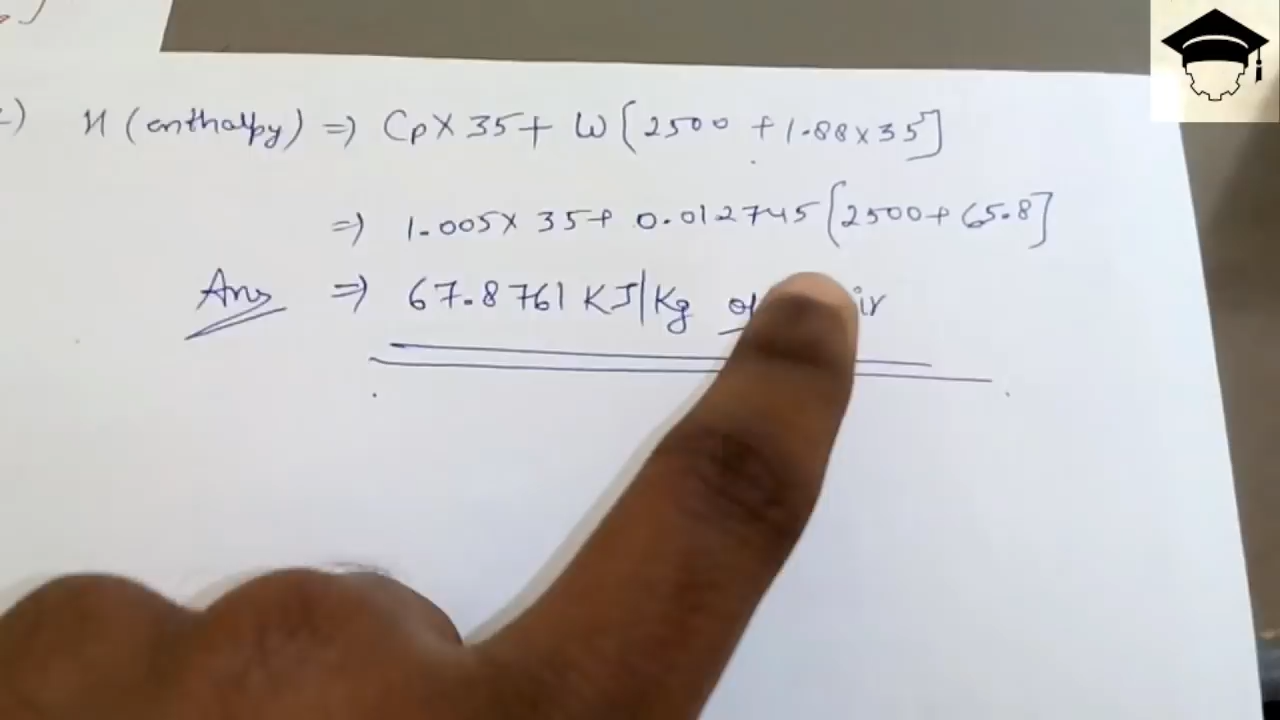 H (enthalpy) => Cp x 35 + W [2500 + 1.88 x 35]
=> 1.005 x 35 + 0.012745 [2500 + 65.8]
Ans => 67.8761 KJ/Kg